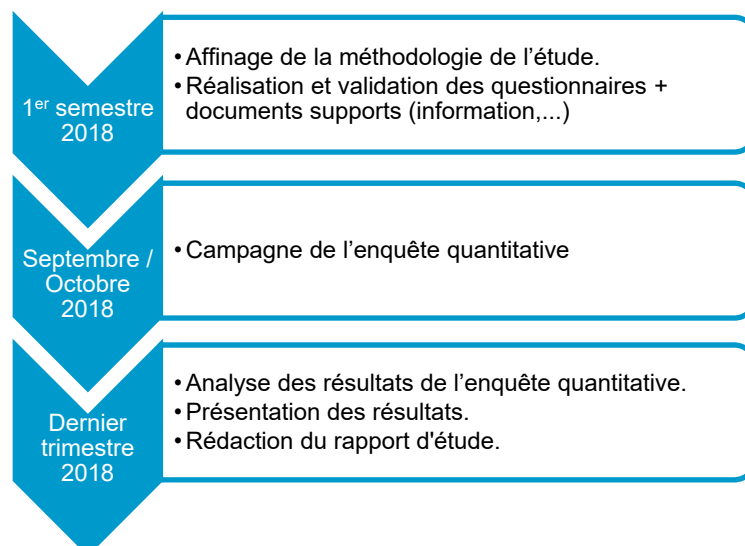 1er semestre
2018
• Affinage de la méthodologie de l’étude.
• Réalisation et validation des questionnaires +
documents supports (information,...)
Septembre /
Octobre
2018
• Campagne de l’enquête quantitative
Dernier
trimestre
2018
• Analyse des résultats de l’enquête quantitative.
• Présentation des résultats.
• Rédaction du rapport d'étude.